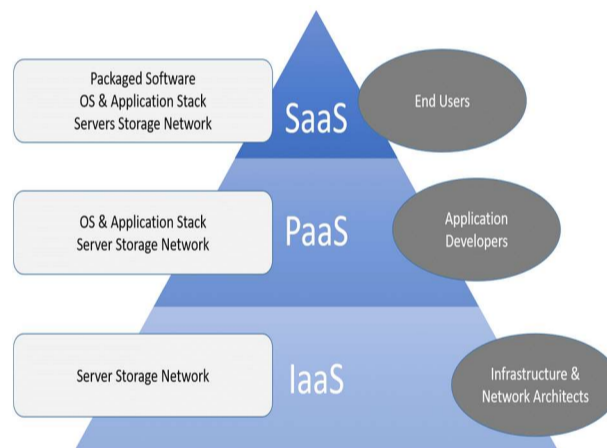 Packaged Software
OS & Application Stack
Servers Storage Network
SaaS
End Users
OS & Application Stack
Server Storage Network
PaaS
Application
Developers
Server Storage Network
IaaS
Infrastructure &
Network Architects